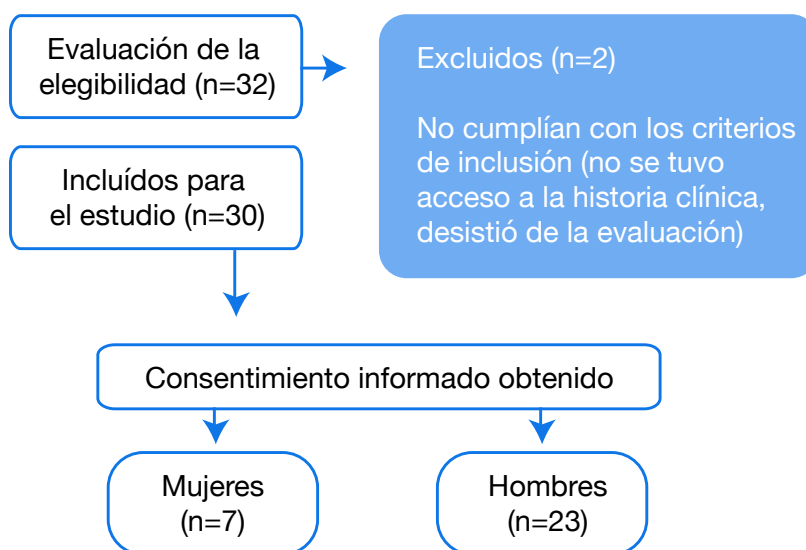 Evaluación de la
elegibilidad (n=32)
Excluidos (n=2)
No cumplían con los criterios
de inclusión (no se tuvo
acceso a la historia clínica,
desistió de la evaluación)
Incluídos para
el estudio (n=30)
Consentimiento informado obtenido
Mujeres
(n=7)
Hombres
(n=23)